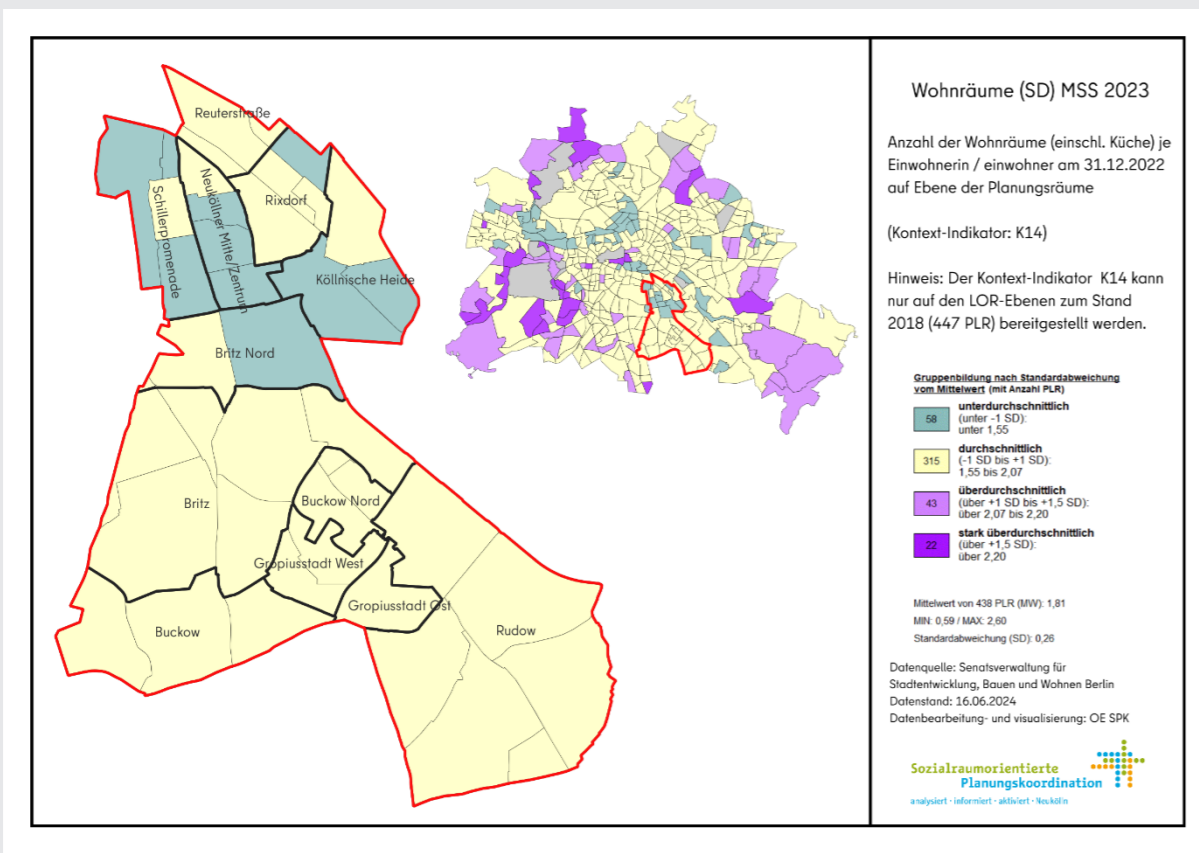 Reuterstraße
Schillerpromenade
Neuköllner Mitte/Zentrum
Rixdorf
Köllnische Heide
Britz Nord
Britz
Buckow Nord
Gropiusstadt West
Gropiusstadt Ost
Buckow
Rudow
Wohnräume (SD) MSS 2023
Anzahl der Wohnräume (einschl. Küche) je
Einwohnerin / einwohner am 31.12.2022
auf Ebene der Planungsräume
(Kontext-Indikator: K14)
Hinweis: Der Kontext-Indikator K14 kann
nur auf den LOR-Ebenen zum Stand
2018 (447 PLR) bereitgestellt werden.
Gruppenbildung nach Standardabweichung
vom Mittelwert (mit Anzahl PLR)
58
unterdurchschnittlich
(unter -1 SD):
unter 1,55
315
durchschnittlich
(-1 SD bis +1 SD):
1,55 bis 2,07
43
überdurchschnittlich
(über +1 SD bis +1,5 SD):
über 2,07 bis 2,20
22
stark überdurchschnittlich
(über +1,5 SD):
über 2,20
Mittelwert von 438 PLR (MW): 1,81
MIN: 0,59 / MAX: 2,60
Standardabweichung (SD): 0,26
Datenquelle: Senatsverwaltung für
Stadtentwicklung, Bauen und Wohnen Berlin
Datenstand: 16.06.2024
Datenbearbeitung- und visualisierung: OE SPK
Sozialraumorientierte
Planungskoordination
analysiert · informiert · aktiviert · Neukölln